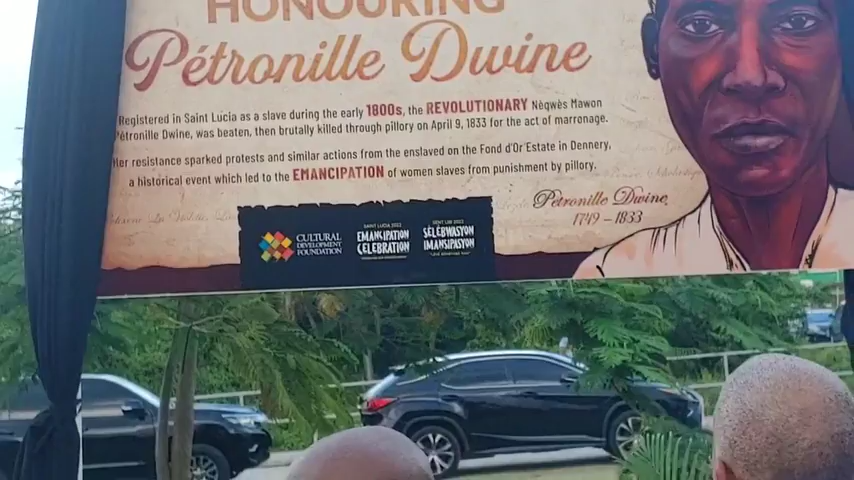 HONOURING
Pétronille Dwine
Registered in Saint Lucia as a slave during the early 1800s, the REVOLUTIONARY Nègwès Mawon
Pétronille Dwine, was beaten, then brutally killed through pillory on April 9, 1833 for the act of marronage.
Her resistance sparked protests and similar actions from the enslaved on the Fond d'Or Estate in Dennery,
a historical event which led to the EMANCIPATION of women slaves from punishment by pillory.
Pétronille Dwine,
1749 - 1833
CULTURAL
DEVELOPMENT
FOUNDATION
SAINT LUCIA 2022
EMANCIPATION
CELEBRATION
SENT LISI 2022
SÉLÉBWASYON
IMANSIPASYON